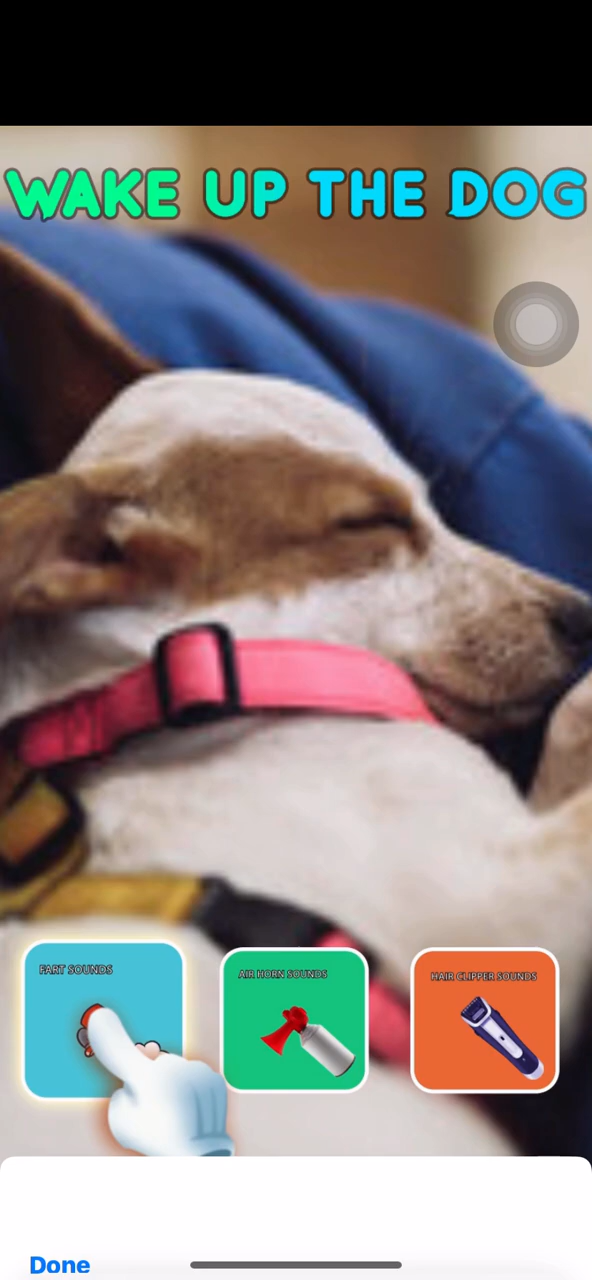 WAKE UP THE DOG
FART SOUNDS
AIR HORN SOUNDS
HAIR CLIPPER SOUNDS
Done